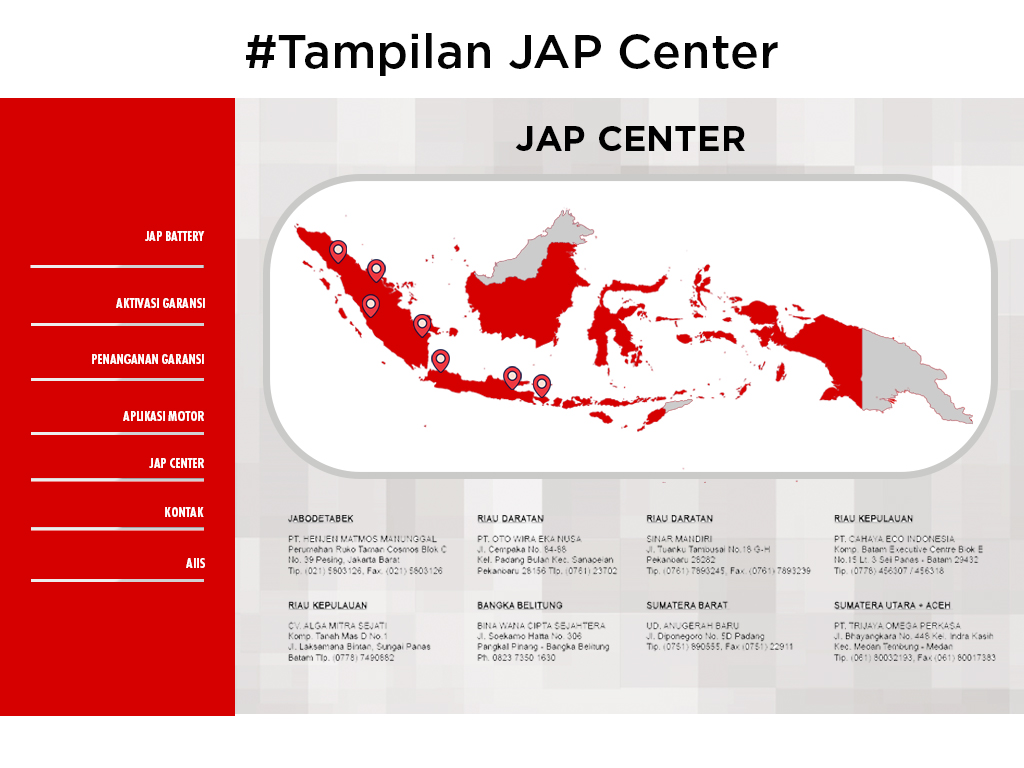 #Tampilan JAP Center
JAP BATTERY
AKTIVASI GARANSI
PENANGANAN GARANSI
APLIKASI MOTOR
JAP CENTER
KONTAK
AIIS
JAP CENTER
JABODETABEK
PT. HENJEN MATMOS MANUNGGAL
Perumahan Ruko Taman Cosmos Blok C
No. 39 Pesing, Jakarta Barat
Tlp. (021) 5803126, Fax. (021) 5803126
RIAU DARATAN
PT. OTO WIRA EKA NUSA
Jl. Cempaka No. 84-88
Kel. Padang Bulan Kec. Sanapelan
Pekanbaru 28156 Tlp. (0761) 23702
RIAU DARATAN
SINAR MANDIRI
Jl. Tuanku Tambusai No.18 G-H
Pekanbaru 28282
Tlp. (0761) 7893245, Fax. (0761) 7893239
RIAU KEPULAUAN
PT. CAHAYA ECO INDONESIA
Komp. Batam Executive Centre Blok E
No.15 Lt. 3 Sei Panas - Batam 29432
Tlp. (0778) 456307 / 456318
RIAU KEPULAUAN
CV. ALGA MITRA SEJATI
Komp. Tanah Mas D No.1
Jl. Laksamana Bintan, Sungai Panas
Batam Tlp. (0778) 7490882
BANGKA BELITUNG
BINA WANA CIPTA SEJAHTERA
Jl. Soekarno Hatta No. 306
Pangkal Pinang - Bangka Belitung
Ph. 0823 7350 1630
SUMATERA BARAT
UD. ANUGERAH BARU
Jl. Diponegoro No. 5D Padang
Tlp. (0751) 890555, Fax (0751) 22911
SUMATERA UTARA + ACEH
PT. TRIJAYA OMEGA PERKASA
Jl. Bhayangkara No. 448 Kel. Indra Kasih
Kec. Medan Tembung - Medan
Tlp. (061) 80032193, Fax (061) 80017383